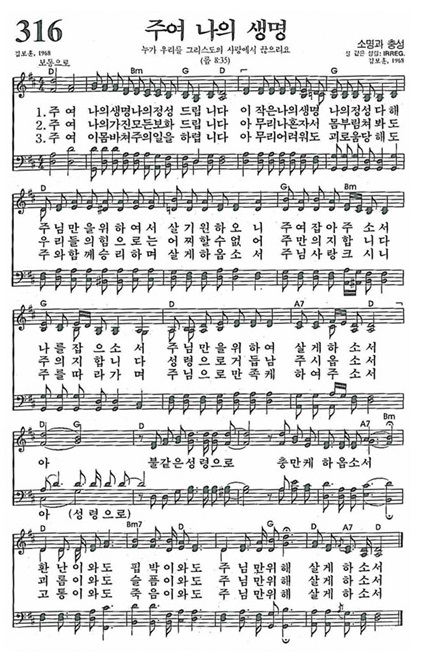 316 주여 나의 생명
누가 우리를 그리스도의 사랑에서 끊으리요
(롬 8:35)
소명과 충성
김보훈, 1968
김보훈, 1968
보통으로
D Bm G D G D
1. 주 여 나의생명나의정성 드립 니다 이 작은나의생명 나의정성 다 해
2. 주 여 나의가진모든보화 드립 니다 아 무리나혼자서 몸부림쳐 봐도
3. 주 여 이몸바쳐주의일을 하렵 니다 아 무리어려워도 괴로움당 해도
D G Bm
주 님 만 을 위 하 여 서 살 기 원 하 오 니 주 여 잡 아 주 소 서
우 리 들 의 힘 으 로 는 어 찌 할 수 없 어 주 만 의 지 합 니 다
주 와 함 께 승 리 하 며 살 게 하 옵 소 서 주 님 사 랑 크 시 니
G D A7 D
나 를 잡 으 소 서 주 님 만 을 위 하 여 살 게 하 소 서
주 의 지 합 니 다 성 령 으 로 거 듭 남 주 시 옵 소 서
주 를 따 라 가 며 주 님 으 로 만 족 케 하 여 주 소 서
G D A7 Bm
아 불같은성령으로 충만케 하옵소서
아 (성령으로)
D Bm7 G D A7 D
환 난 이 와 도 핍 박 이 와 도 주 님 만 위 해 살 게 하 소 서
괴 롬 이 와 도 슬 픔 이 와 도 주 님 만 위 해 살 게 하 소 서
고 통 이 와 도 죽 음 이 와 도 주 님 만 위 해 살 게 하 소 서